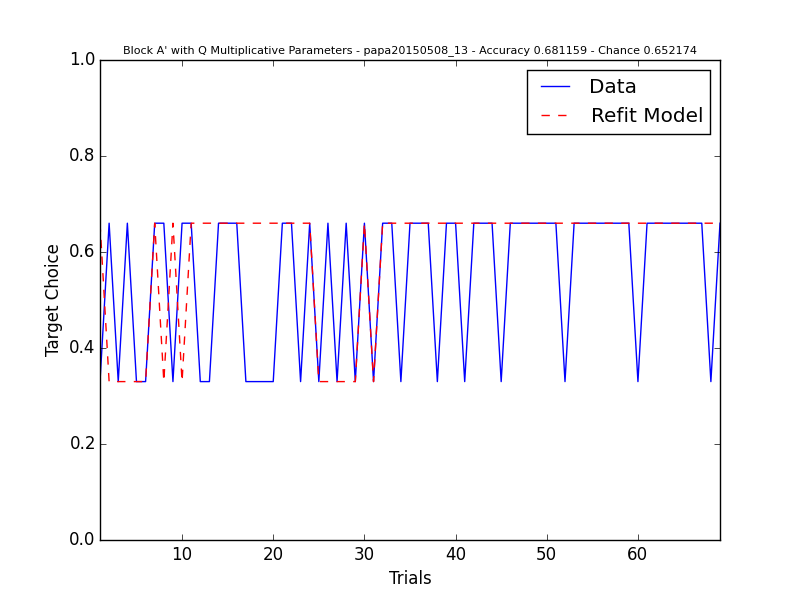 Block A' with Q Multiplicative Parameters - papa20150508_13 - Accuracy 0.681159 - Chance 0.652174
1.0
0.8
0.6
0.4
0.2
0.0
Target Choice
Data
Refit Model
10 20 30 40 50 60
Trials